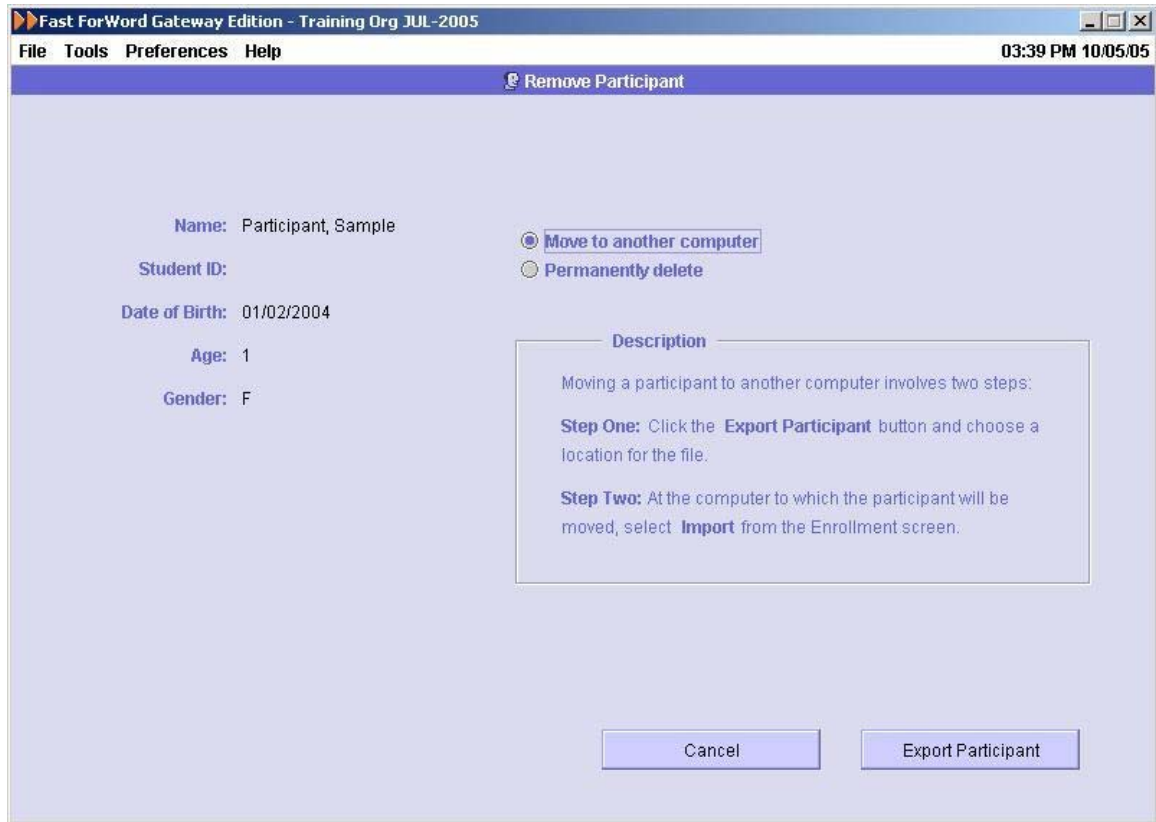 Fast ForWord Gateway Edition - Training Org JUL-2005
File Tools Preferences Help 03:39 PM 10/05/05
Remove Participant
Name: Participant, Sample
Student ID:
Date of Birth: 01/02/2004
Age: 1
Gender: F
Move to another computer
Permanently delete
Description
Moving a participant to another computer involves two steps:
Step One: Click the Export Participant button and choose a
location for the file.
Step Two: At the computer to which the participant will be
moved, select Import from the Enrollment screen.
Cancel Export Participant